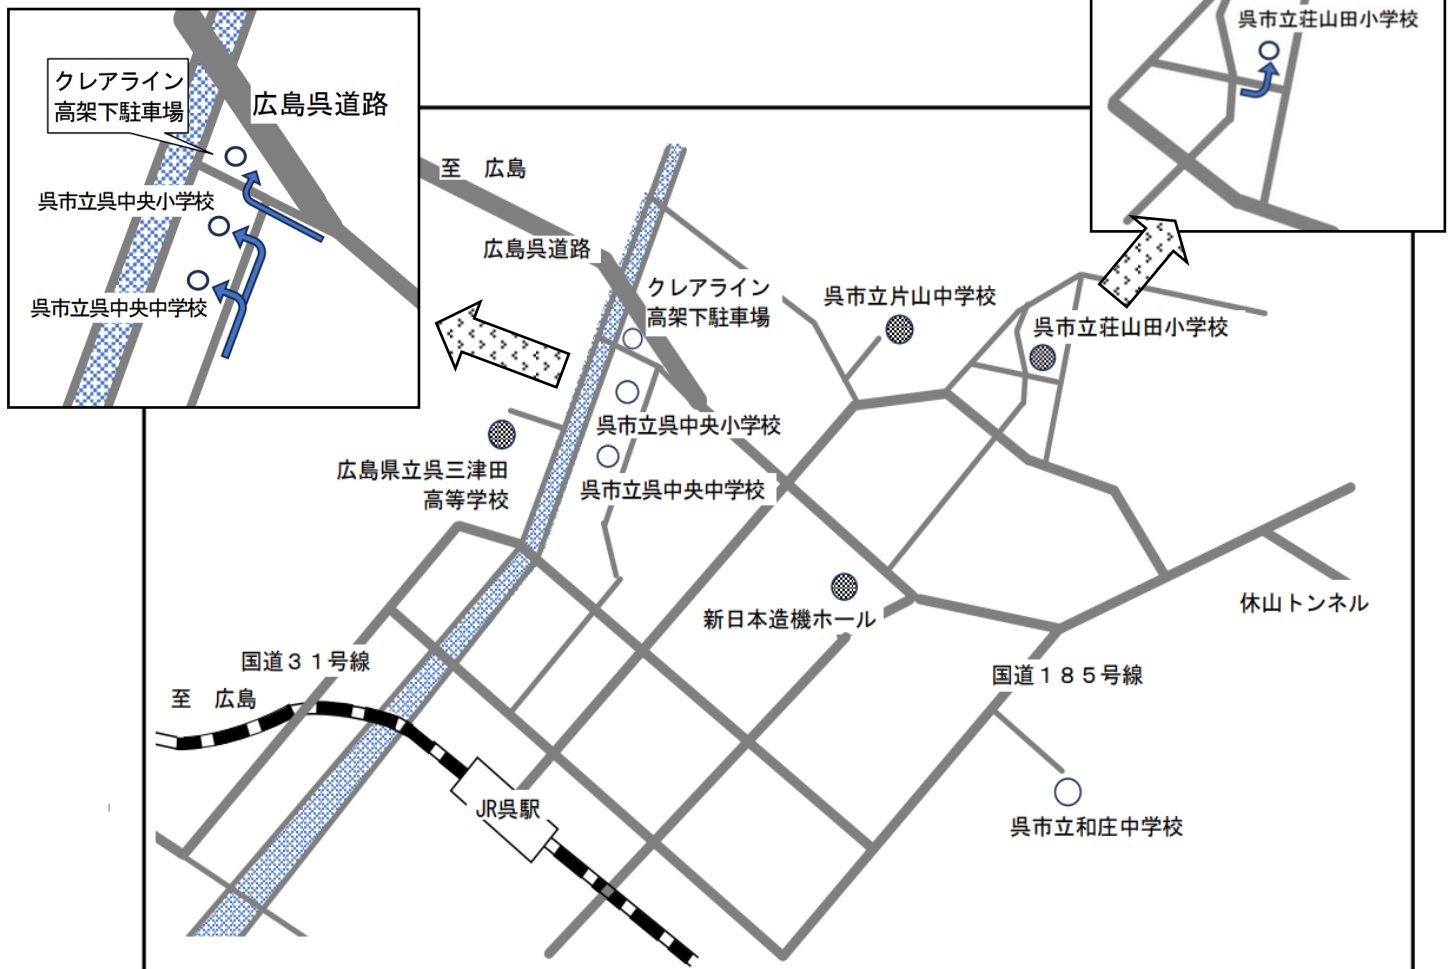 クレアライン
高架下駐車場
広島呉道路
呉市立呉中央小学校
呉市立呉中央中学校
呉市立荘山田小学校
至　広島
広島呉道路
クレアライン
高架下駐車場
呉市立片山中学校
呉市立荘山田小学校
呉市立呉中央小学校
広島県立呉三津田
高等学校
呉市立呉中央中学校
新日本造機ホール
休山トンネル
国道３１号線
国道１８５号線
至　広島
JR呉駅
呉市立和庄中学校